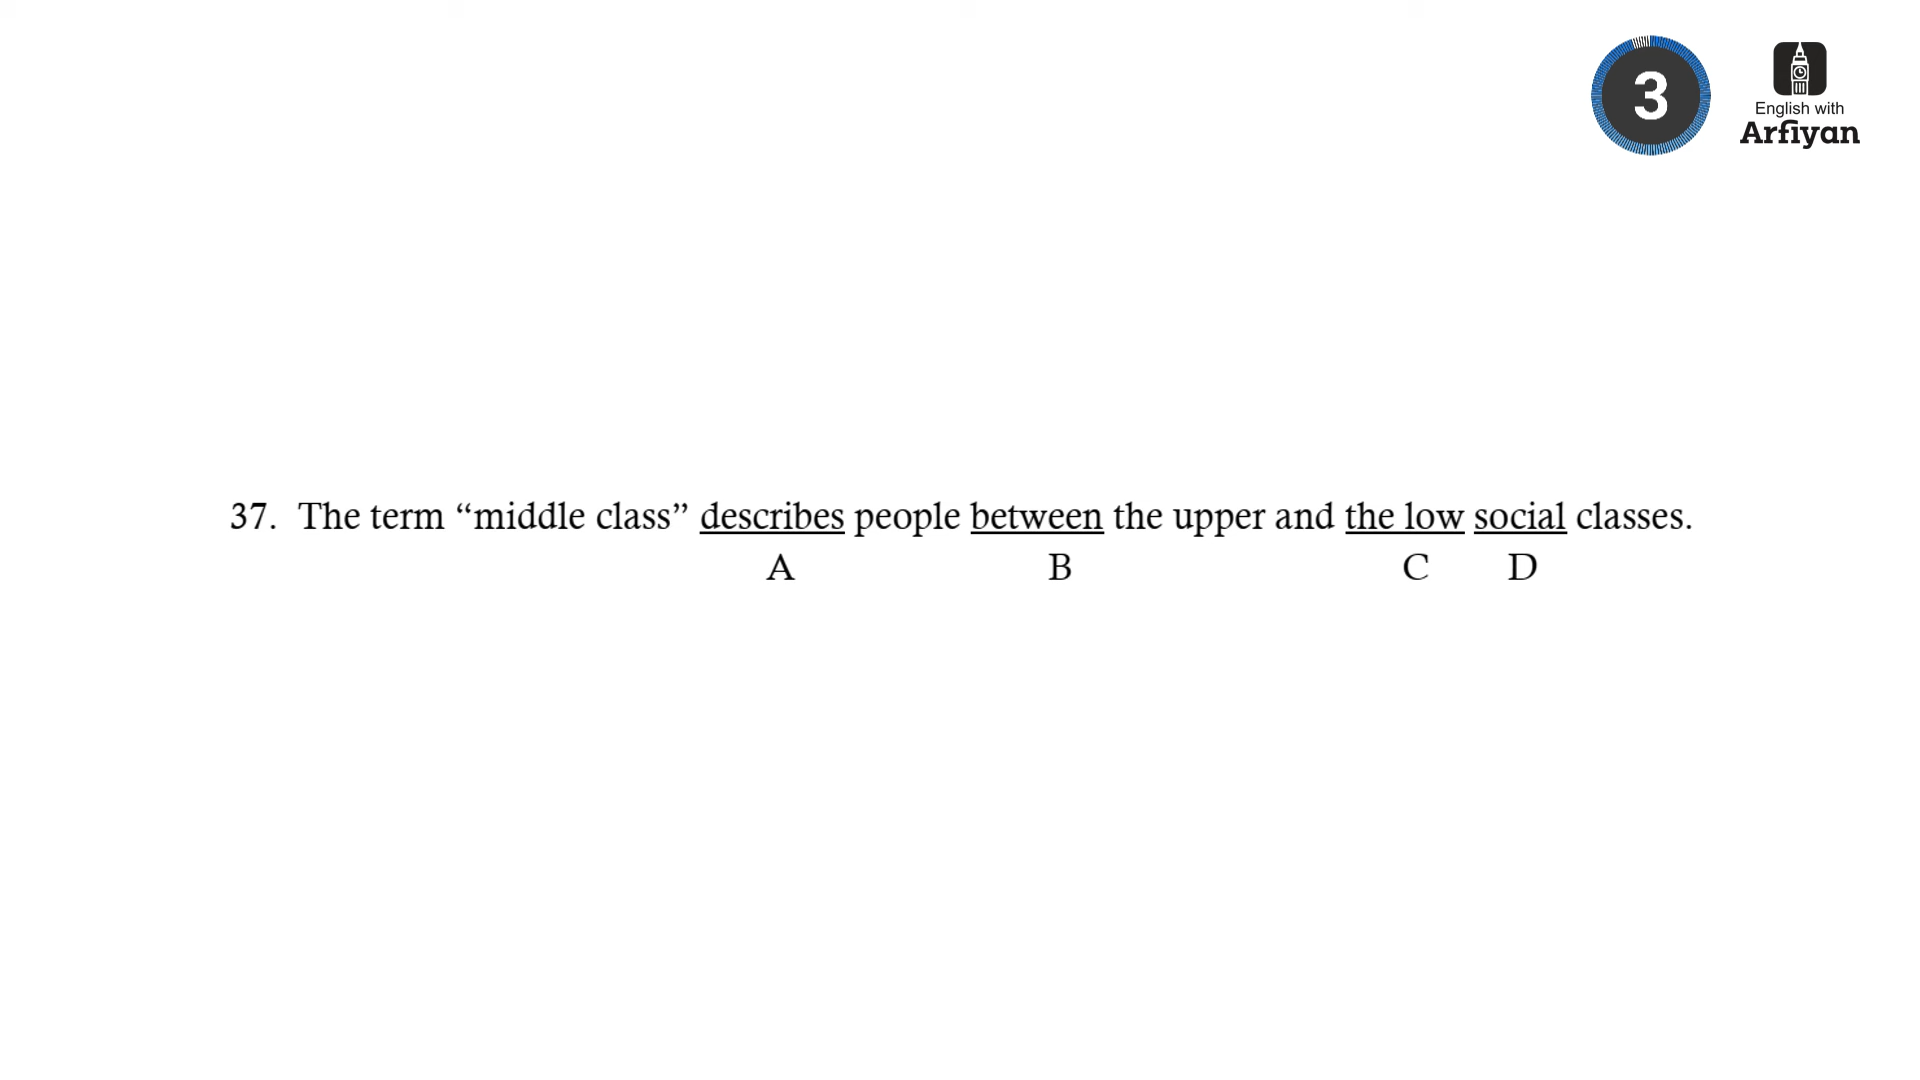 3
English with
Arfiyan
37. The term “middle class” describes people between the upper and the low social classes.
A B C D